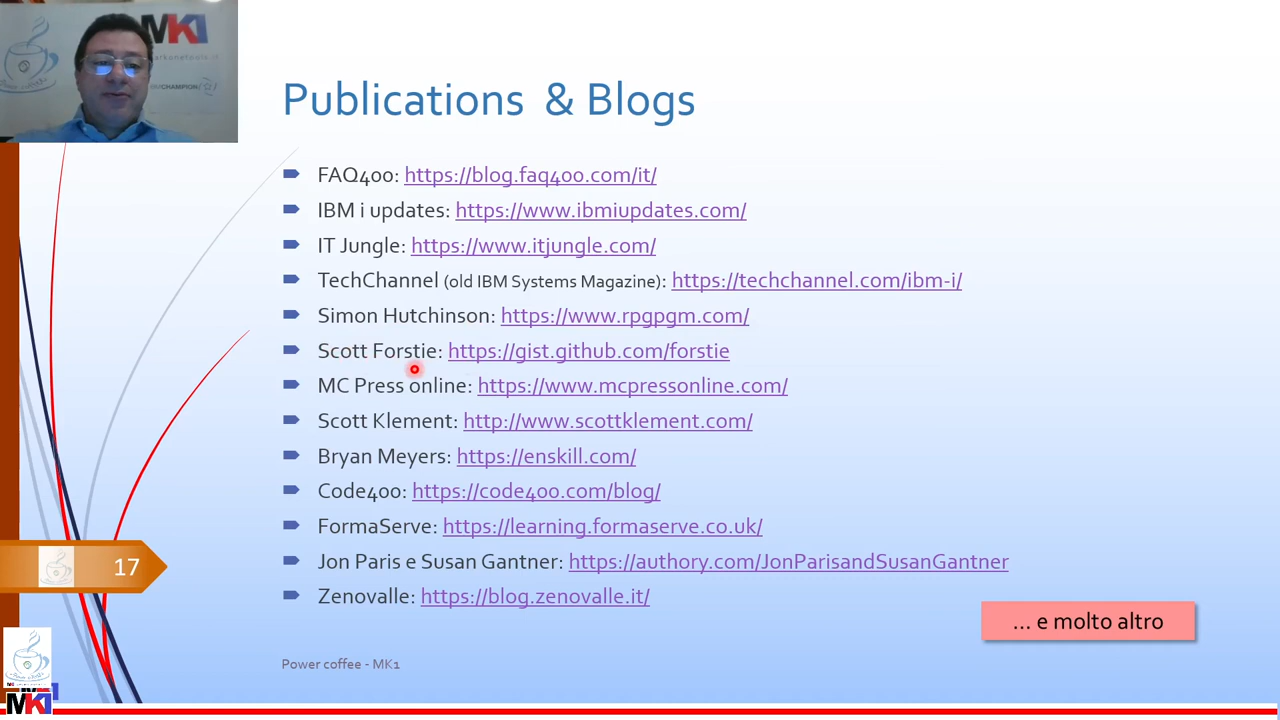 MK1
Publications & Blogs
FAQ400: https://blog.faq400.com/it/
IBM i updates: https://www.ibmiupdates.com/
IT Jungle: https://www.itjungle.com/
TechChannel (old IBM Systems Magazine): https://techchannel.com/ibm-i/
Simon Hutchinson: https://www.rpgpgm.com/
Scott Forstie: https://gist.github.com/forstie
MC Press online: https://www.mcpressonline.com/
Scott Klement: http://www.scottklement.com/
Bryan Meyers: https://enskill.com/
Code400: https://code400.com/blog/
FormaServe: https://learning.formaserve.co.uk/
Jon Paris e Susan Gantner: https://authory.com/JonParisandSusanGantner
Zenovalle: https://blog.zenovalle.it/
17
... e molto altro
Power coffee - MK1
MK1